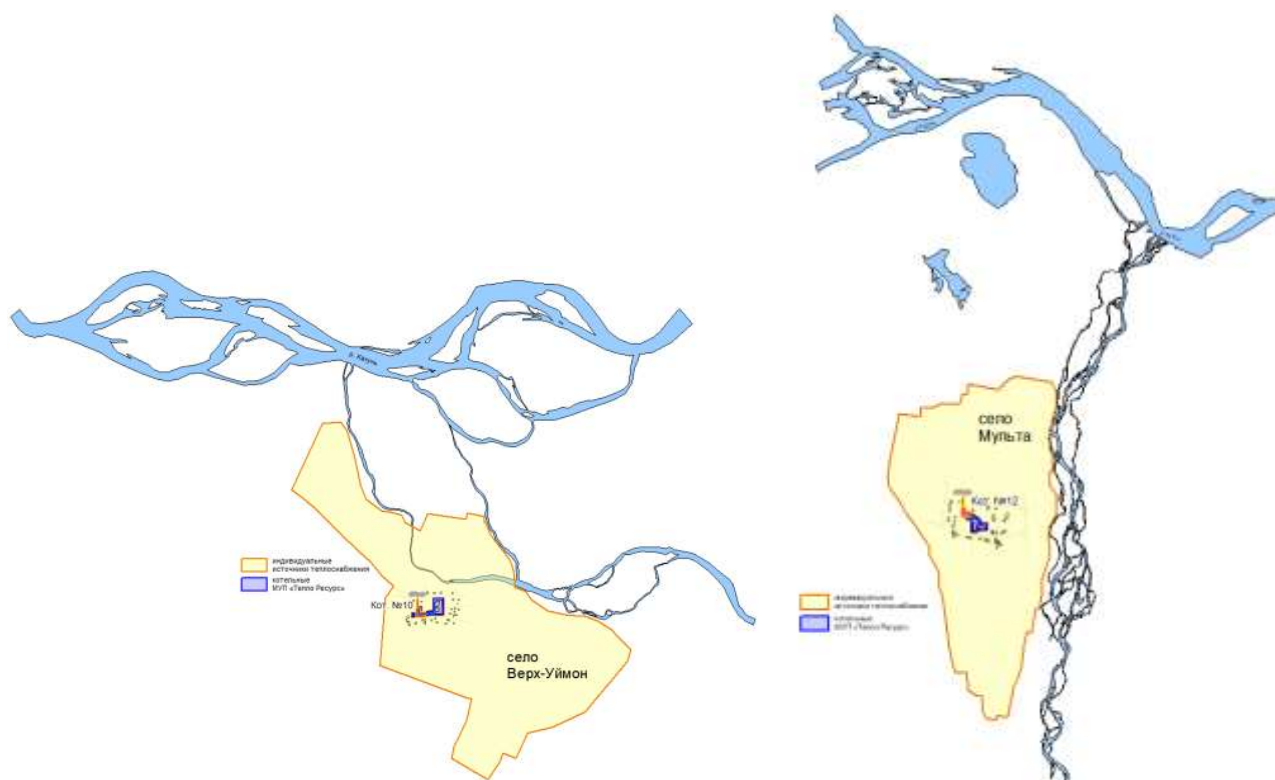 р. Катунь
индивидуальные
источники теплоснабжения
котельные
МУП «Тепло Ресурс»
Кот. №10
село
Верх-Уймон
село
Мульта
Кот. №12
индивидуальные
источники теплоснабжения
котельные
МУП «Тепло Ресурс»